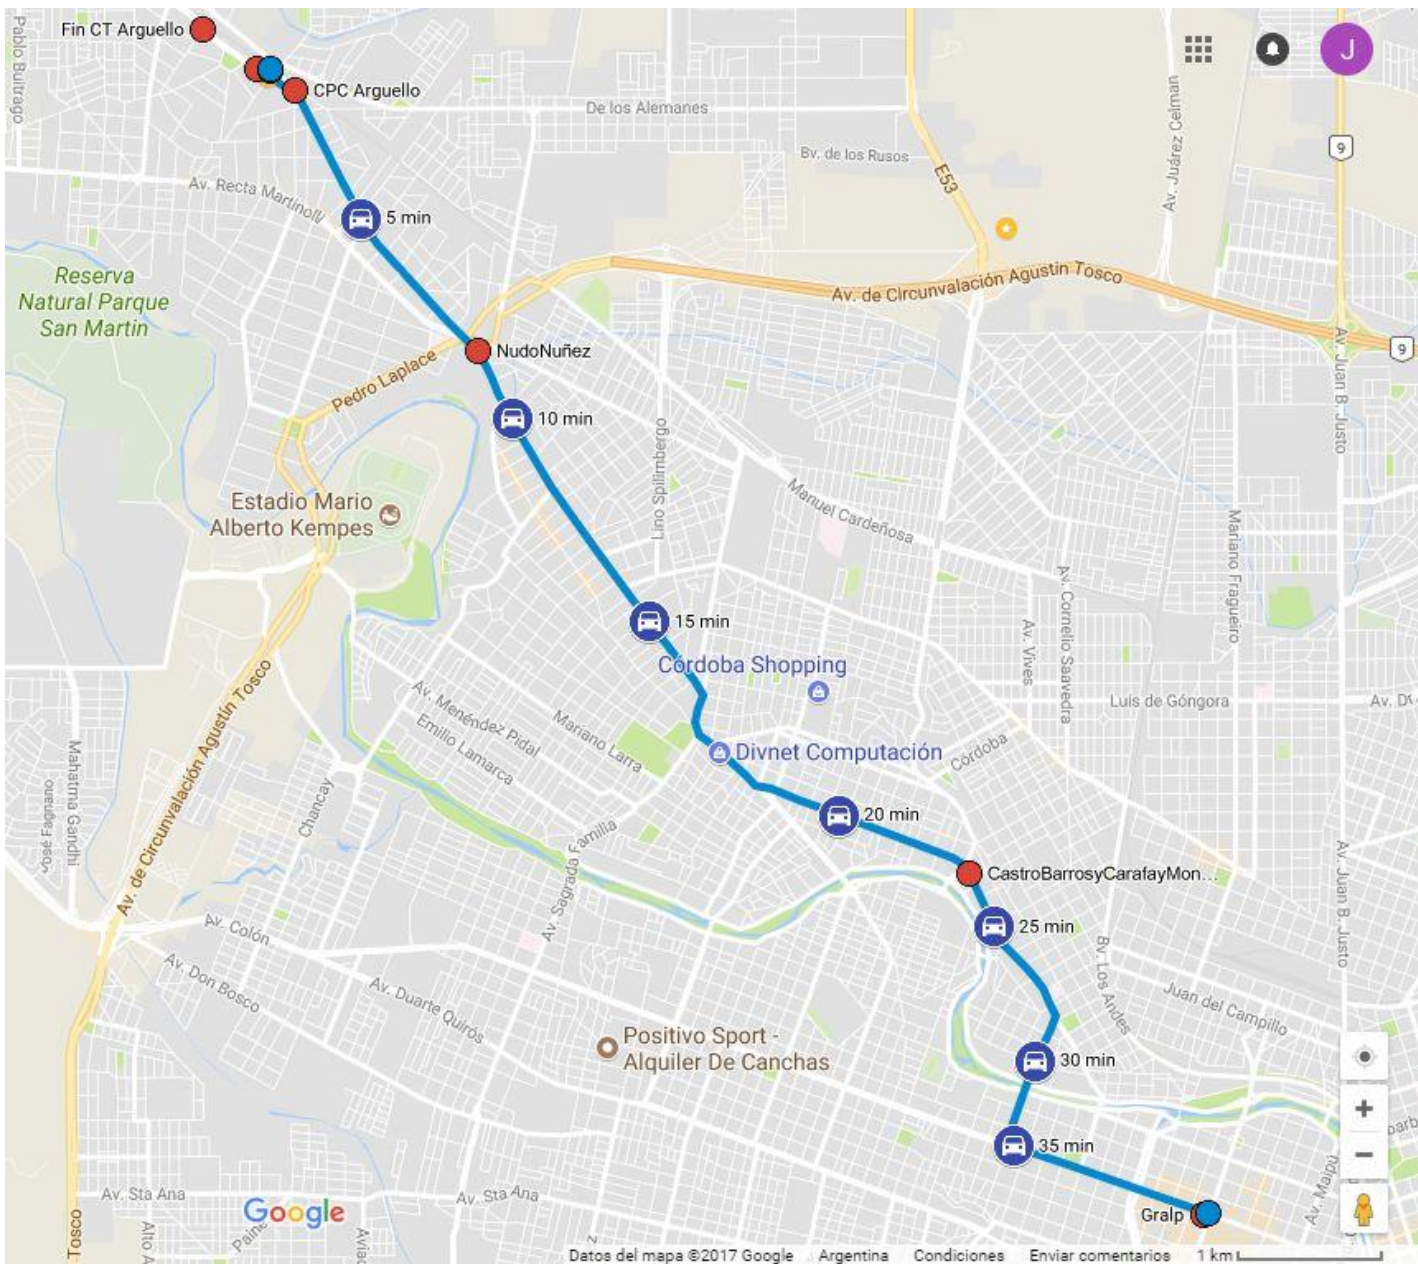 Fin CT Arguello
Pablo Buitrago
J
CPC Arguello
De los Alemanes
Av. Juárez Celman
9
Bv. de los Rusos
E53
Av. Recta Martinolli
5 min
Reserva
Natural Parque
San Martin
Av. de Circunvalación Agustin Tosco
NudoNuñez
9
Pedro Laplace
Av. Juan B. Justo
10 min
Lino Spilimbergo
Estadio Mario
Alberto Kempes
Manuel Cardeñosa
Mariano Fragueiro
Av. Cornelio Saavedra
15 min
Av. Vives
Córdoba Shopping
Av. de Circunvalación Agustín Tosco
Av. Menéndez Pidal
Luis de Góngora
Emilio Lamarca
Mariano Larra
Divnet Computación
Córdoba
José Fagnano
Mahatma Gandhi
Chancay
20 min
Av. Sagrada Familia
CastroBarrosyCarafayMon...
Av. Juan B. Justo
Av. Colón
25 min
Av. Don Bosco
Bv. Los Andes
Av. Duarte Quirós
Juan del Campillo
Positivo Sport -
Alquiler De Canchas
30 min
35 min
Av. Maipú
Av. Sta Ana
Av. Sta Ana
Google
Gralp
Tosco
Alto A
Paine
Aviad
Datos del mapa ©2017 Google Argentina Condiciones Enviar comentarios 1 km